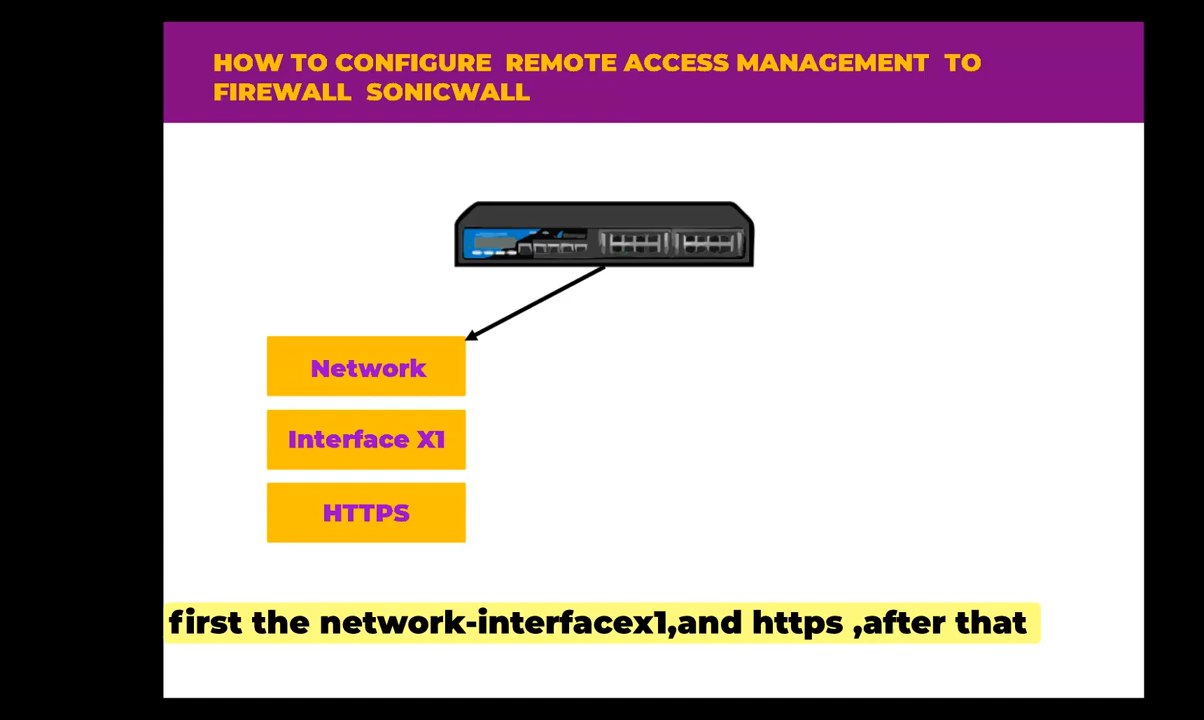 HOW TO CONFIGURE REMOTE ACCESS MANAGEMENT TO
FIREWALL SONICWALL
Network
Interface X1
HTTPS
first the network-interfacex1,and https ,after that